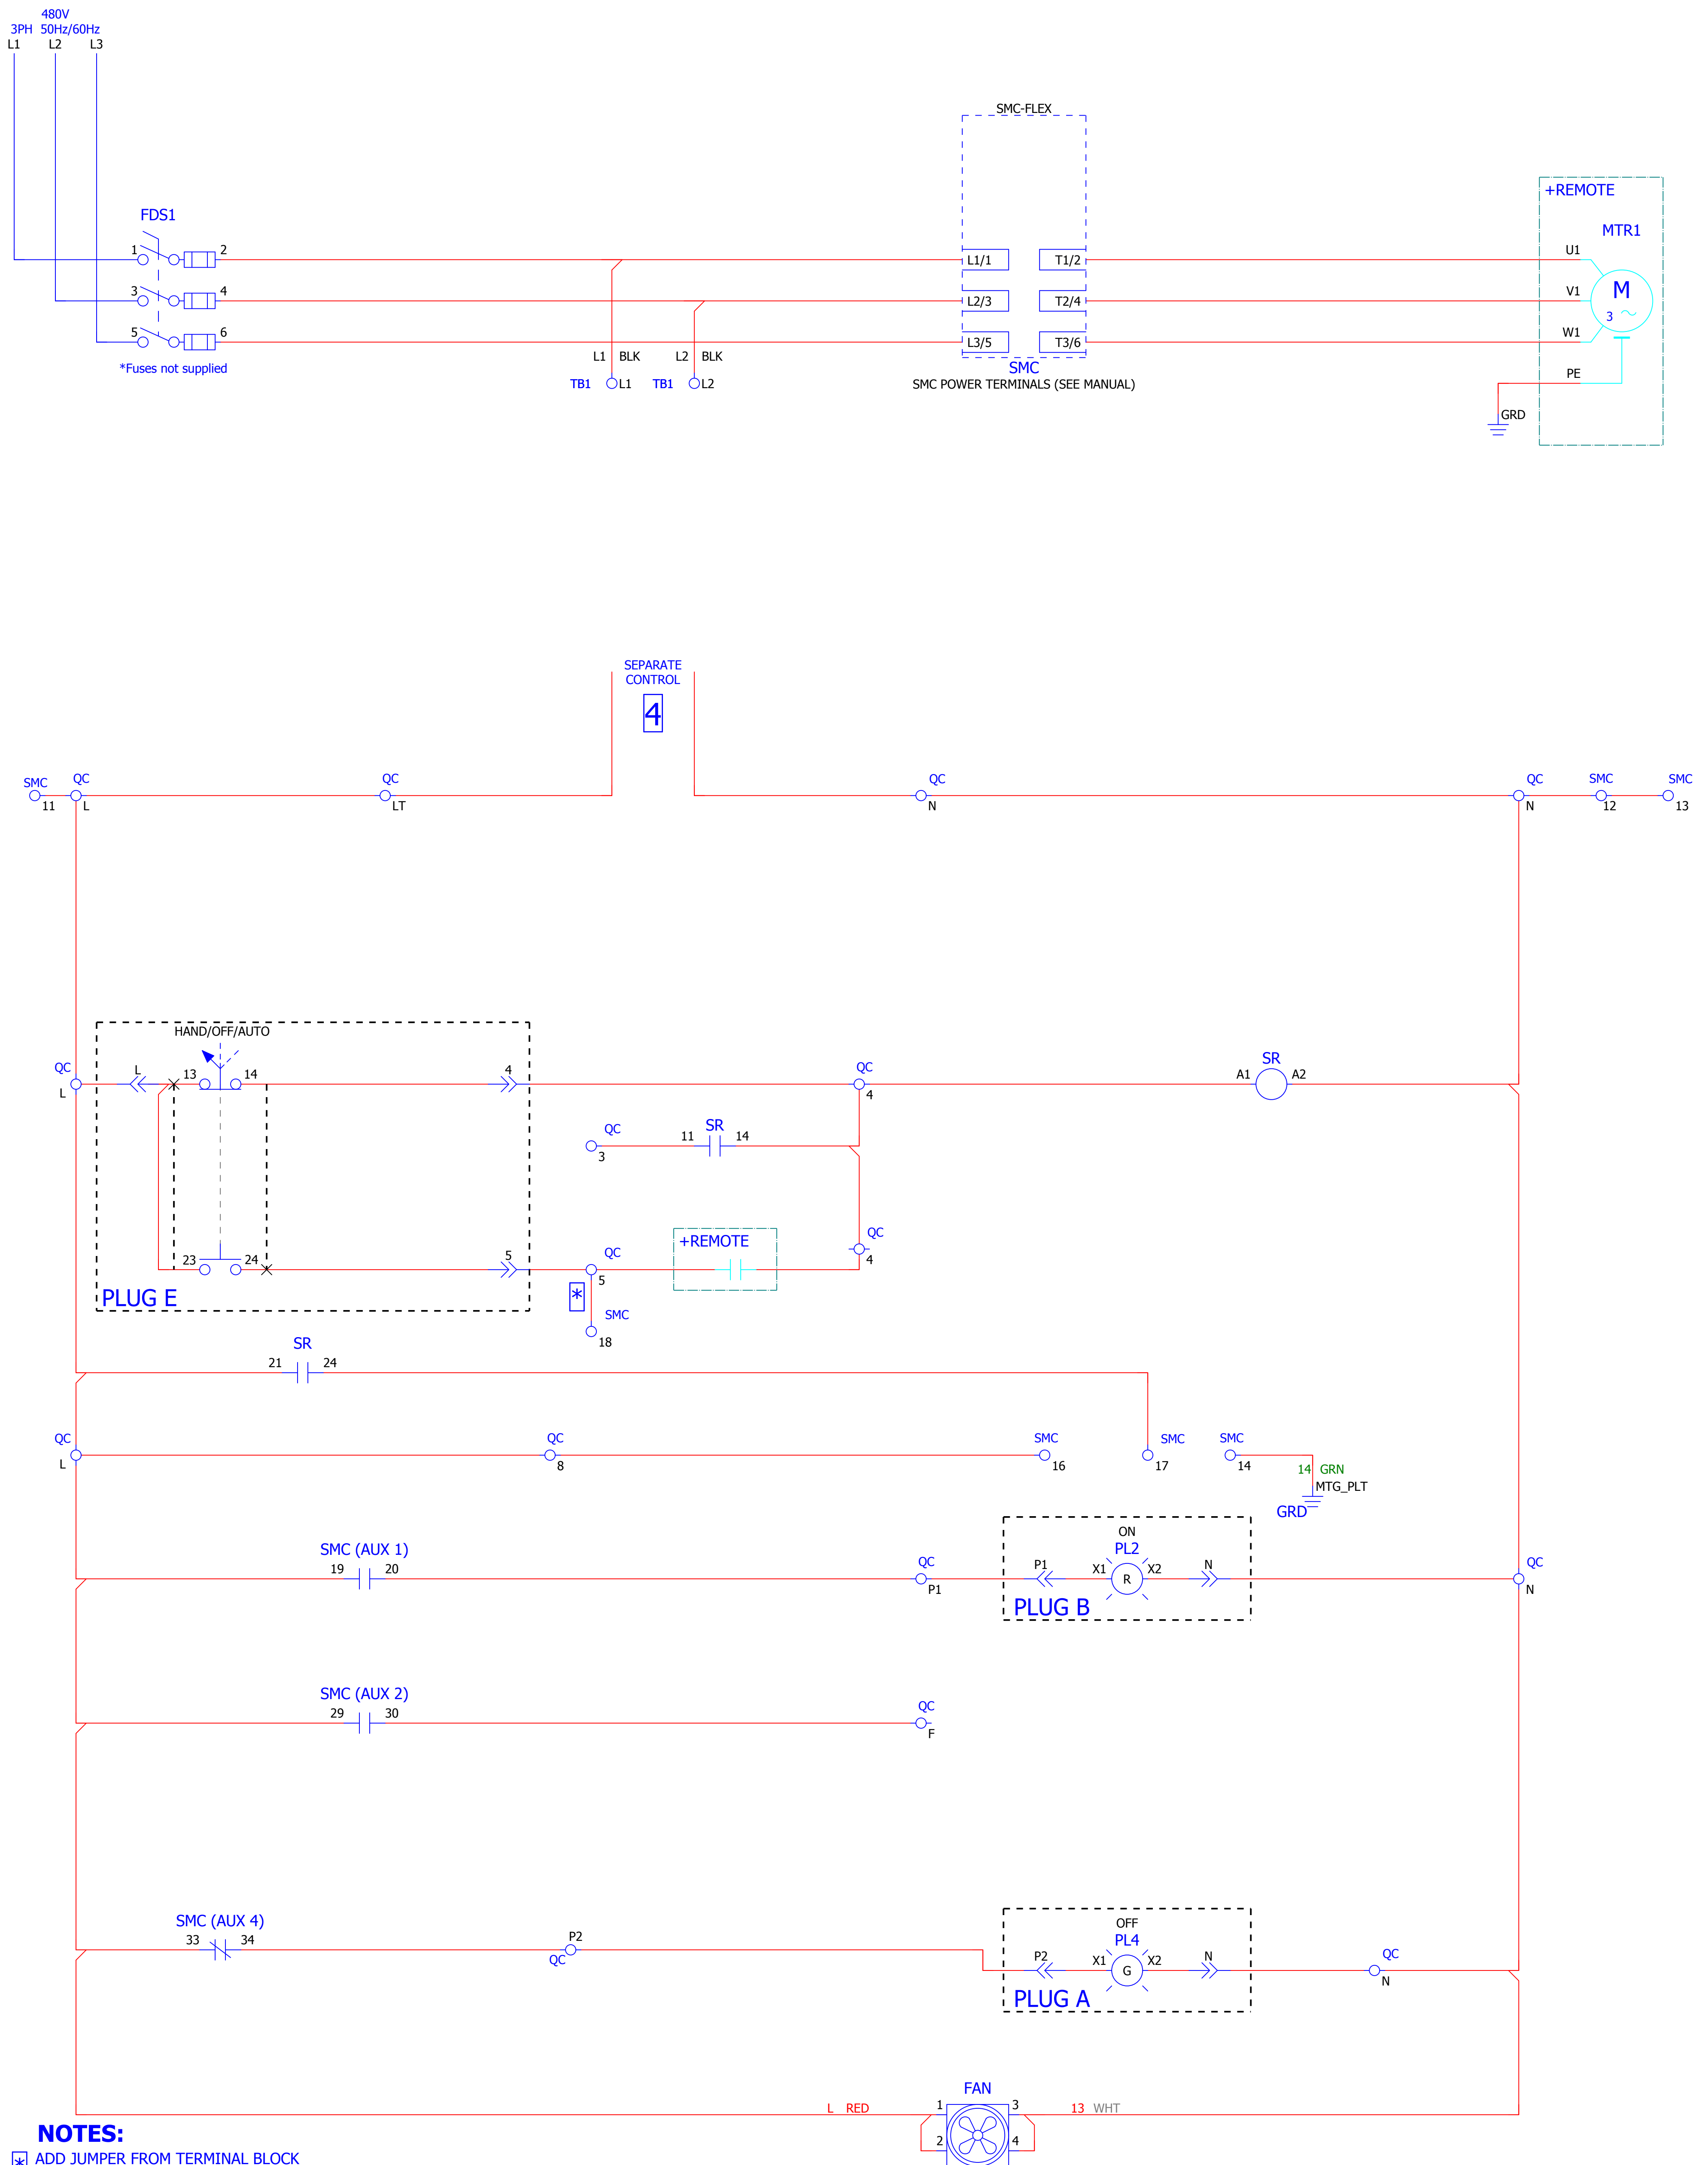 480V
3PH 50Hz/60Hz
L1 L2 L3
SMC-FLEX
+REMOTE
FDS1
MTR1
1 2 L1/1 T1/2 U1
3 4 L2/3 T2/4 V1 M
3
5 6 L3/5 T3/6 W1
*Fuses not supplied
L1 BLK L2 BLK
SMC
PE
TB1 L1 TB1 L2
SMC POWER TERMINALS (SEE MANUAL)
GRD
SEPARATE
CONTROL
4
SMC QC QC QC QC SMC SMC
11 L LT N N 12 13
HAND/OFF/AUTO
QC L 13 14 4 QC SR
A1 A2
L 4
QC 11 SR 14
3
23 24 5 QC +REMOTE QC
5 4
PLUG E
*
SMC
18
SR
21 24
QC QC SMC SMC SMC
L 8 16 17 14
14 GRN
MTG_PLT
GRD
ON
SMC (AUX 1) PL2
19 20 QC P1 X1 R X2 N QC
P1 N
PLUG B
SMC (AUX 2)
29 30 QC
F
SMC (AUX 4) OFF
33 34 P2 PL4
QC P2 X1 G X2 N QC
N
PLUG A
FAN
L RED 1 3 13 WHT
2 4
NOTES:
* ADD JUMPER FROM TERMINAL BLOCK